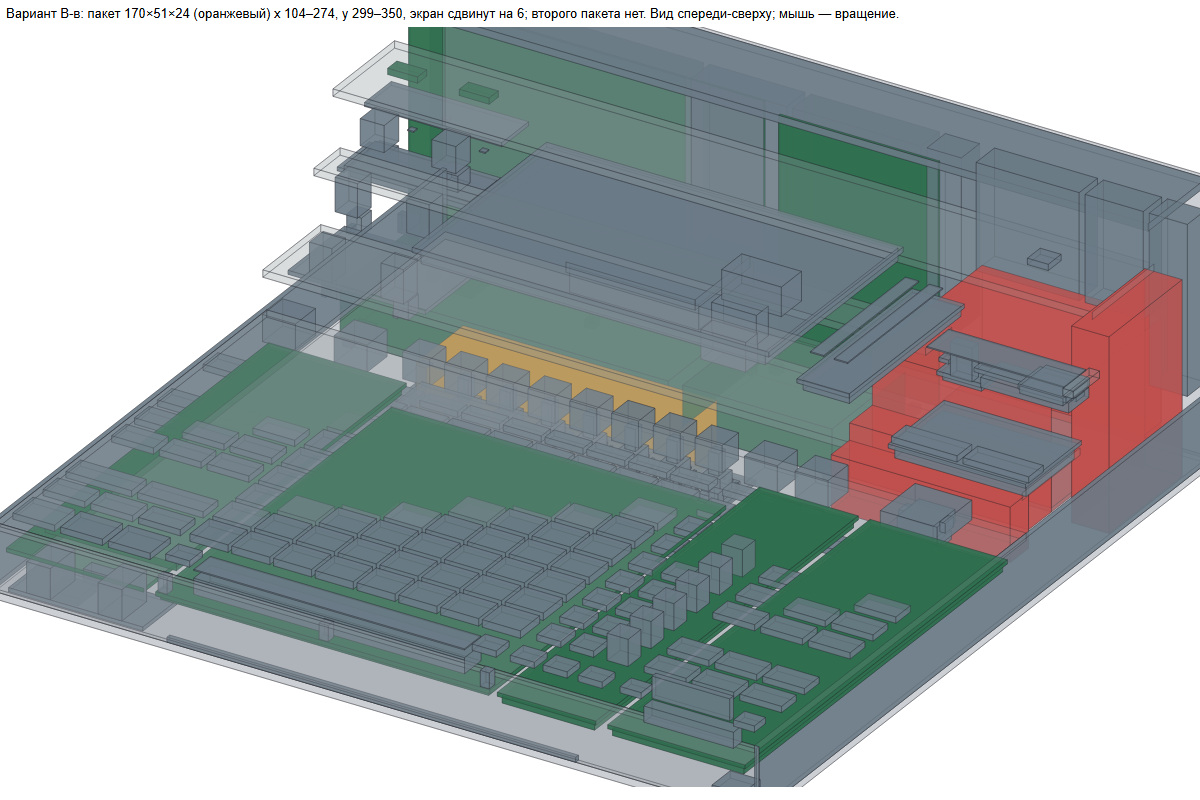 Вариант В-в: пакет 170×51×24 (оранжевый) x 104–274, y 299–350, экран сдвинут на 6; второго пакета нет. Вид спереди-сверху; мышь — вращение.